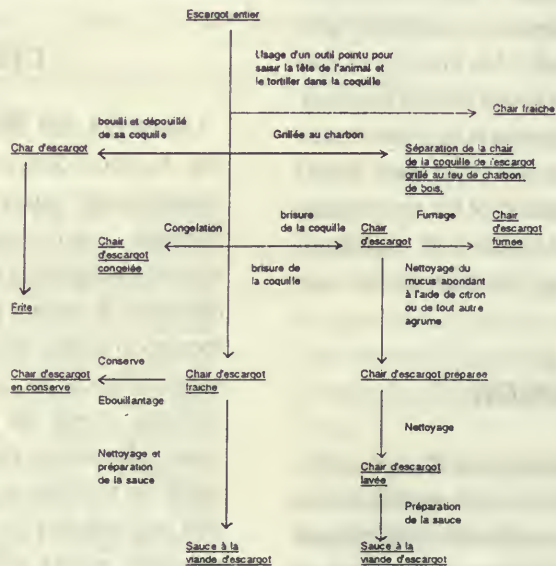 Escargot entier
Usage d'un outil pointu pour
saisir la tête de l'animal et
le tortiller dans la coquille
Chair fraîche
bouilli et dépouillé
de sa coquille
Grillée au charbon
Char d'escargot
Séparation de la chair
de la coquille de l'escargot
grillé au feu de charbon
de bois.
Congelation
brisure
de la coquille
Fumage
Chair
d'escargot
congelée
Chair
d'escargot
Chair
d'escargot
fumee
brisure de
la coquille
Nettoyage du
mucus abondant
à l'aide de citron
ou de tout autre
agrume
Frite
Conserve
Chair d'escargot
en conserve
Ebouillantage
Chair d'escargot
fraiche
Chair d'escargot préparee
Nettoyage et
préparation
de la sauce
Nettoyage
Chair d'escargot
lavée
Préparation
de la sauce
Sauce à la
viande d'escargot
Sauce à la
viande d'escargot